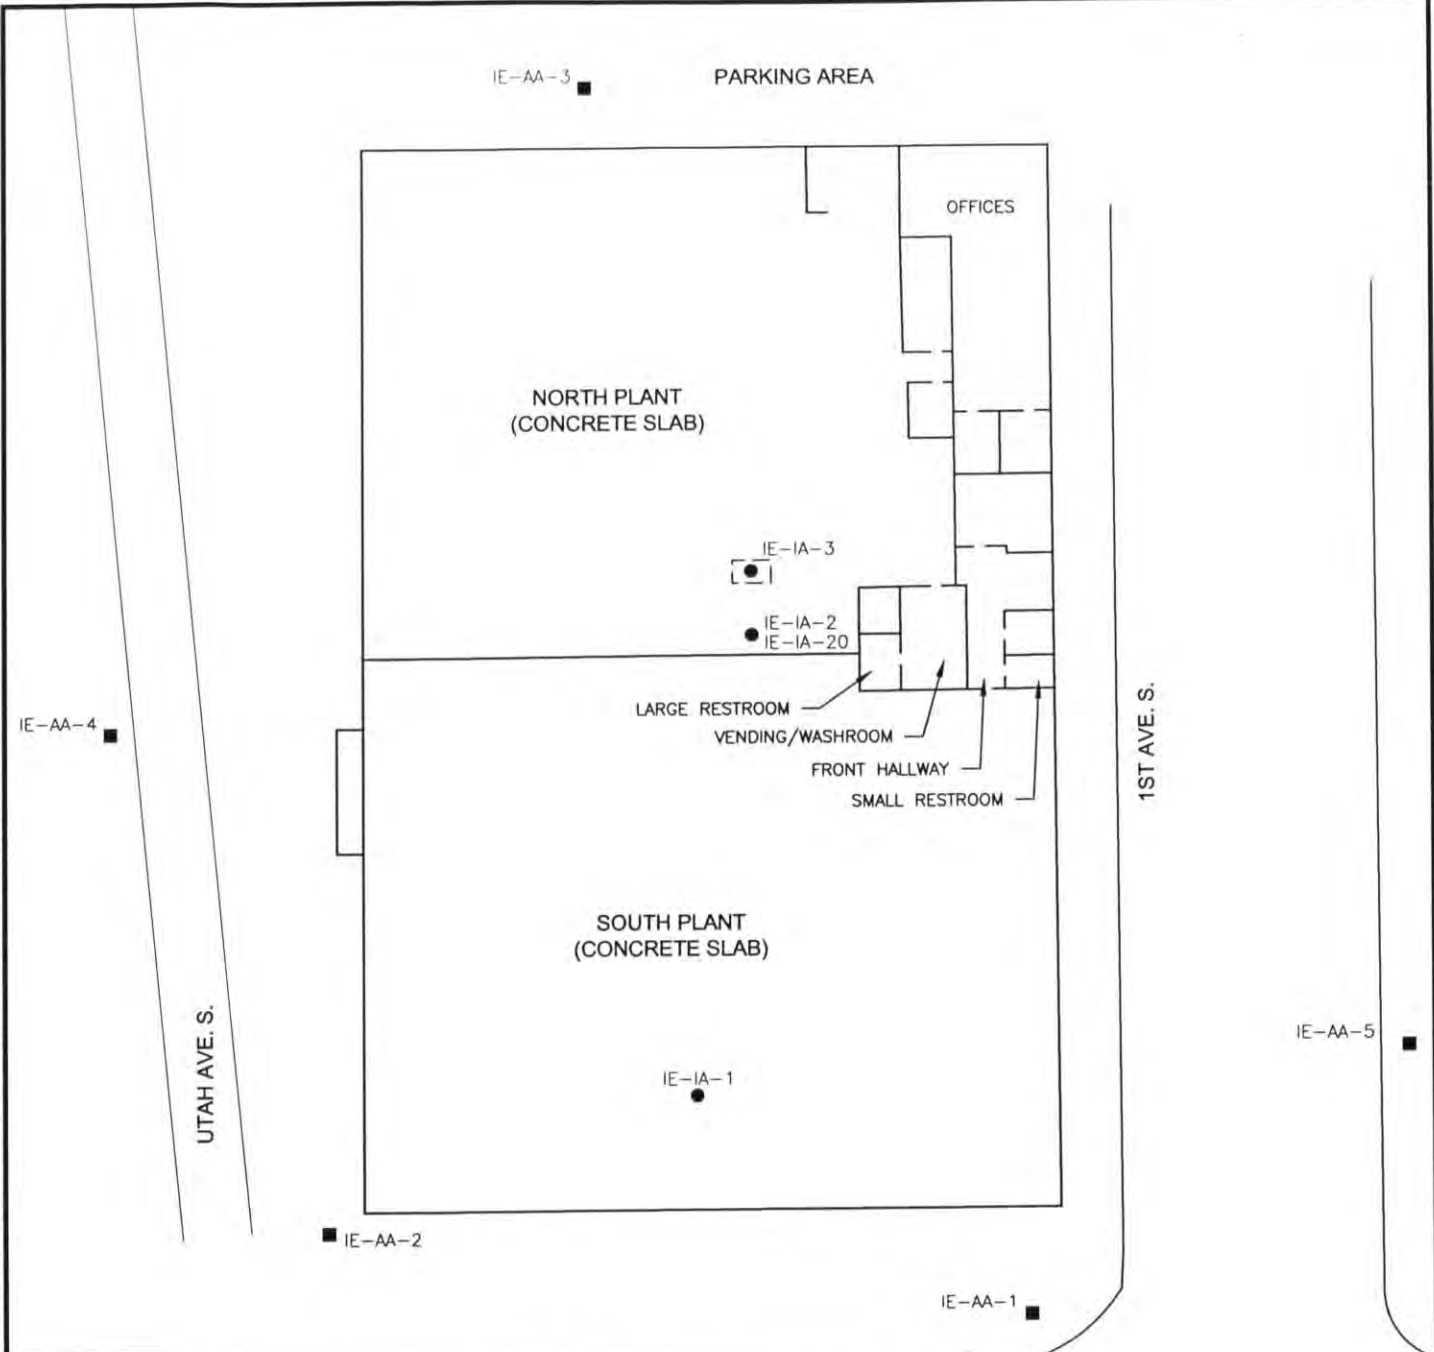 IE-AA-3
PARKING AREA
OFFICES
NORTH PLANT
(CONCRETE SLAB)
IE-IA-3
IE-IA-2
IE-IA-20
LARGE RESTROOM
VENDING/WASHROOM
FRONT HALLWAY
SMALL RESTROOM
IE-AA-4
1ST AVE. S.
SOUTH PLANT
(CONCRETE SLAB)
UTAH AVE. S.
IE-AA-5
IE-IA-1
IE-AA-2
IE-AA-1